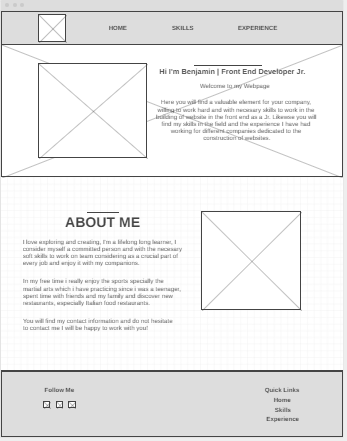 HOME SKILLS EXPERIENCE
Hi I'm Benjamin | Front End Developer Jr.
Welcome to my Webpage
Here you will find a valuable element for your company,
willing to work hard and with necesary skills to work in the
building of website in the front end as a Jr. Likewise you will
find my skills in the field and the experience I have had
working for different companies dedicated to the
construction of websites.
ABOUT ME
I love exploring and creating, I'm a lifelong long learner, I
consider myself a committed person and with the necesary
soft skills to work on team considering as a crucial part of
every job and enjoy it with my companions.
In my free time i really enjoy the sports specially the
martial arts which i have practicing since i was a teenager,
spent time with friends and my family and discover new
restaurants, especially Italian food restaurants.
You will find my contact information and do not hesitate
to contact me I will be happy to work with you!
Follow Me
Quick Links
Home
Skills
Experience